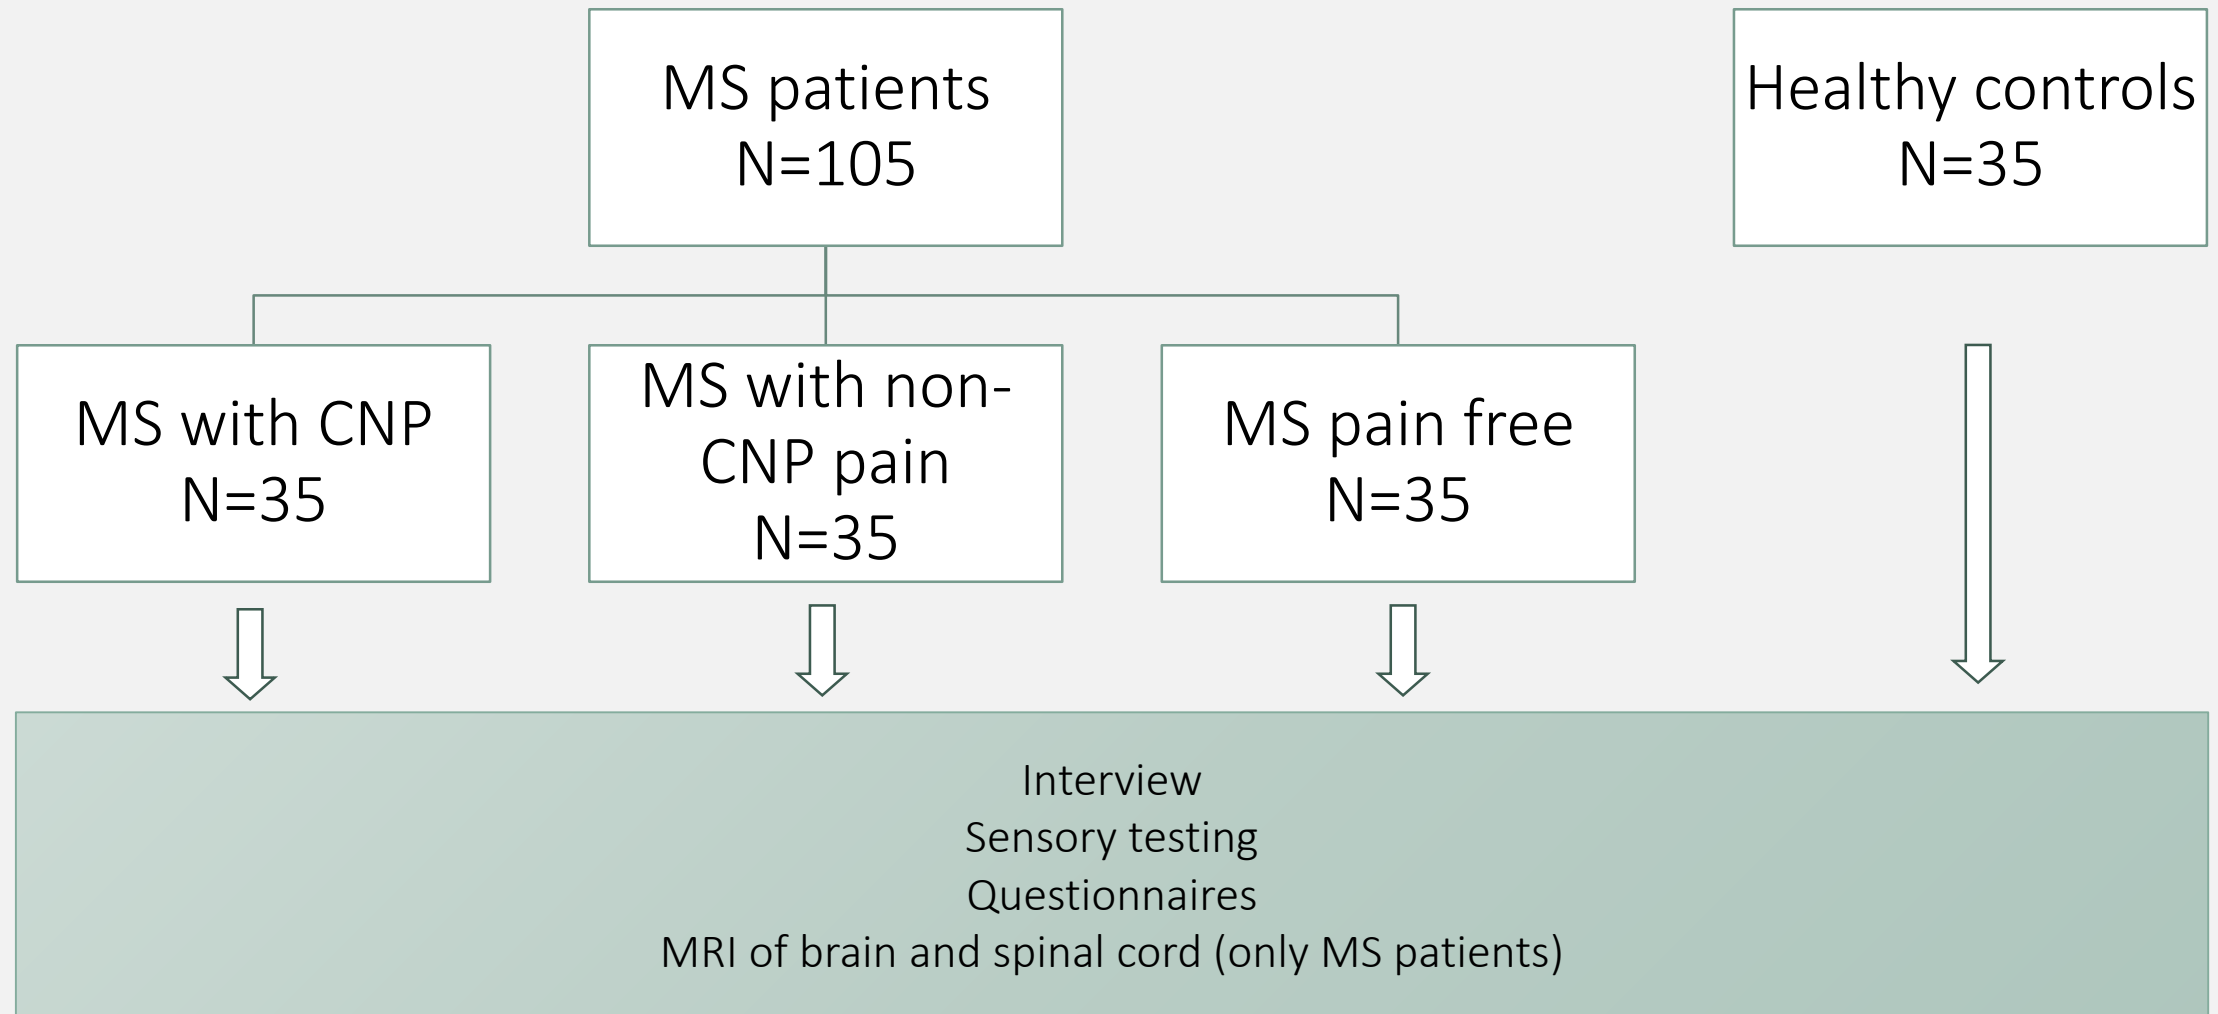 MS patients
N=105
Healthy controls
N=35
MS with CNP
N=35
MS with non-
CNP pain
N=35
MS pain free
N=35
Interview
Sensory testing
Questionnaires
MRI of brain and spinal cord (only MS patients)